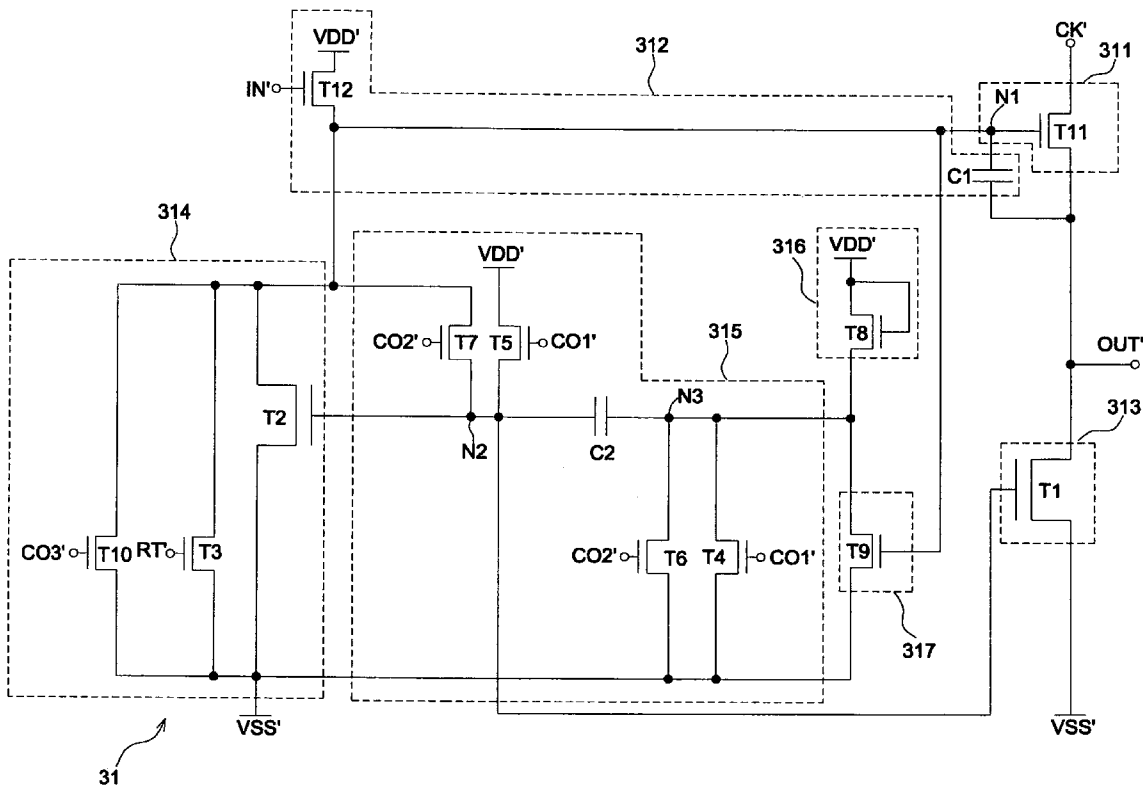 CK'
VDD'
312
311
IN'
T12
N1
T11
C1
314
VDD'
316
VDD'
CO2'
T7
T5
CO1'
315
T8
OUT'
T2
N2
C2
N3
313
T1
CO3'
T10
RT'
T3
CO2'
T6
T4
CO1'
T9
317
VSS'
VSS'
31